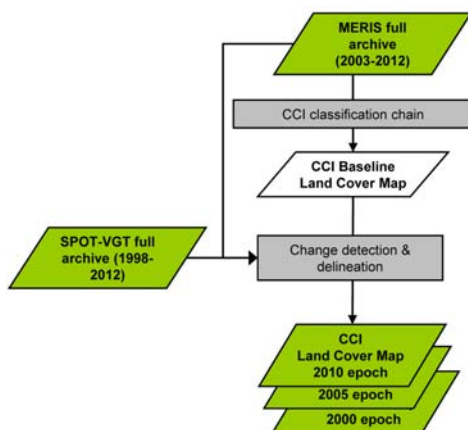 MERIS full
archive
(2003-2012)
CCI classification chain
CCI Baseline
Land Cover Map
SPOT-VGT full
archive (1998-
2012)
Change detection &
delineation
CCI
Land Cover Map
2010 epoch
2005 epoch
2000 epoch